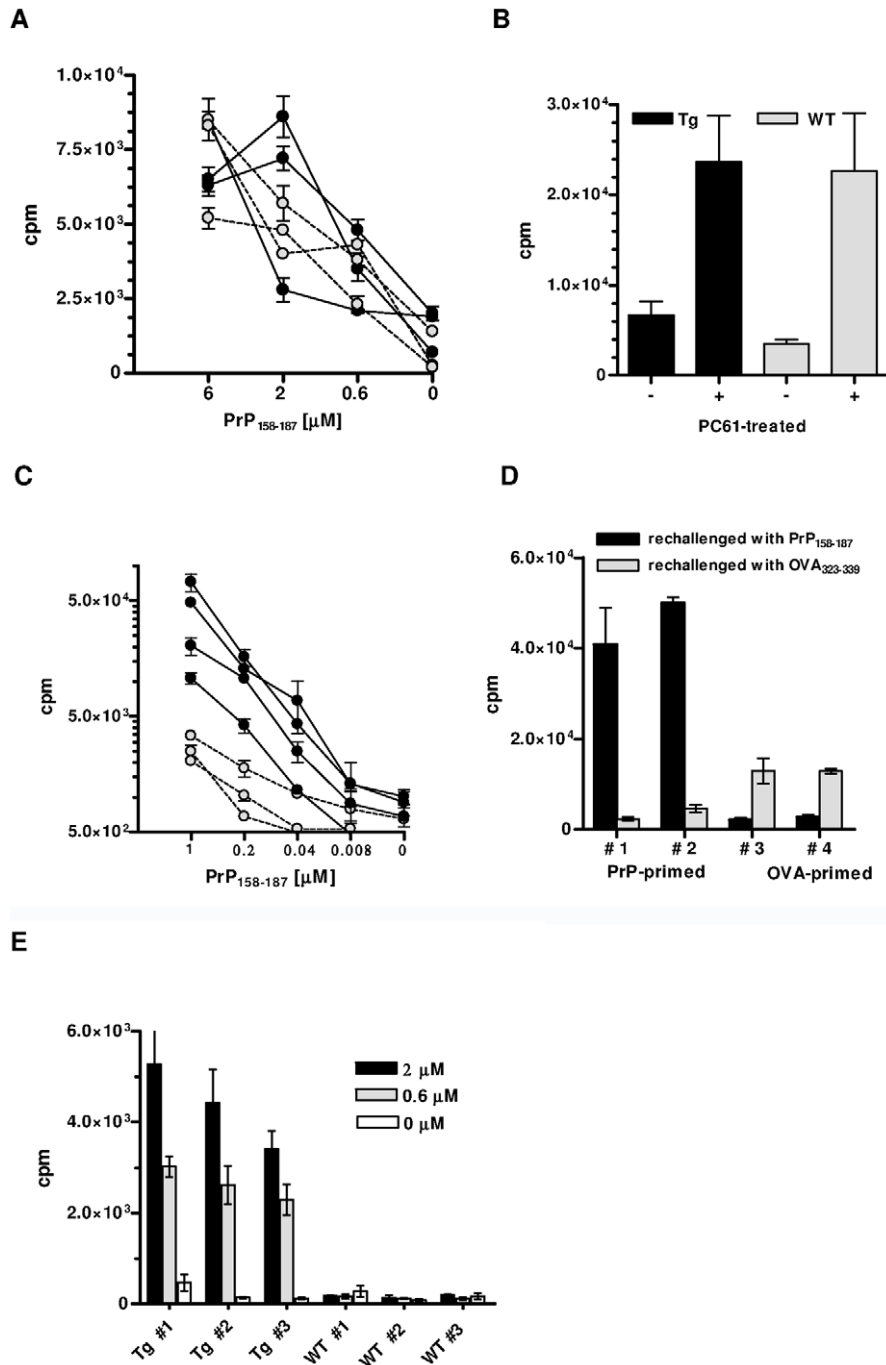 A
1.0×10⁴
7.5×10³
5.0×10³
2.5×10³
0
cpm
6 2 0.6 0
PrP₁₅₈₋₁₈₇ [µM]
B
3.0×10⁴
2.0×10⁴
1.0×10⁴
0
cpm
Tg WT
- + - +
PC61-treated
C
5.0×10⁴
5.0×10³
5.0×10²
cpm
1 0.2 0.04 0.008 0
PrP₁₅₈₋₁₈₇ [µM]
D
rechallenged with PrP₁₅₈₋₁₈₇
rechallenged with OVA₃₂₃₋₃₃₉
6.0×10⁴
4.0×10⁴
2.0×10⁴
0
cpm
# 1 # 2 # 3 # 4
PrP-primed OVA-primed
E
6.0×10³
4.0×10³
2.0×10³
0
cpm
2 µM
0.6 µM
0 µM
Tg #1 Tg #2 Tg #3 WT #1 WT #2 WT #3